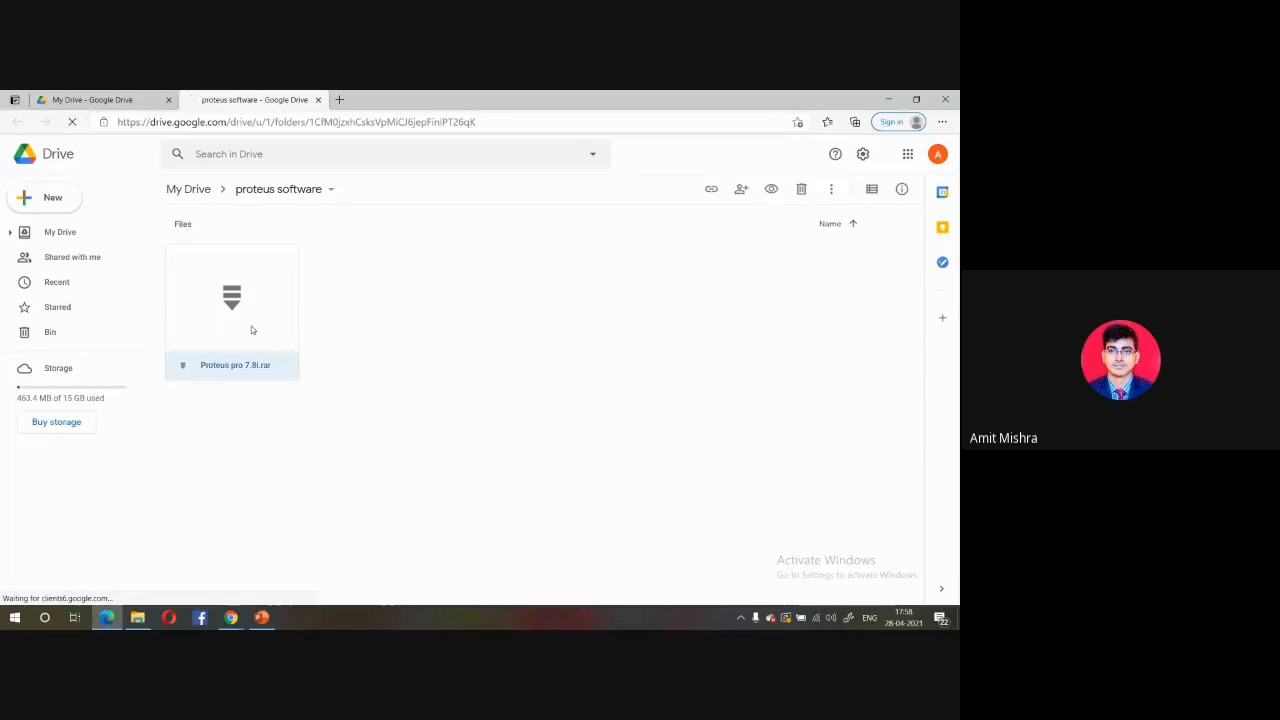 My Drive - Google Drive
proteus software - Google Drive
https://drive.google.com/drive/u/1/folders/1CfM0jzxhCsksVpMiCJ6jepFinlPT26qK
Sign in
Drive
Search in Drive
A
New
My Drive
proteus software
My Drive
Files
Name
Shared with me
Recent
Starred
Bin
Proteus pro 7.8i.rar
Storage
463.4 MB of 15 GB used
Buy storage
Amit Mishra
Activate Windows
Go to Settings to activate Windows.
Waiting for clients6.google.com...
ENG
17:58
28-04-2021
22